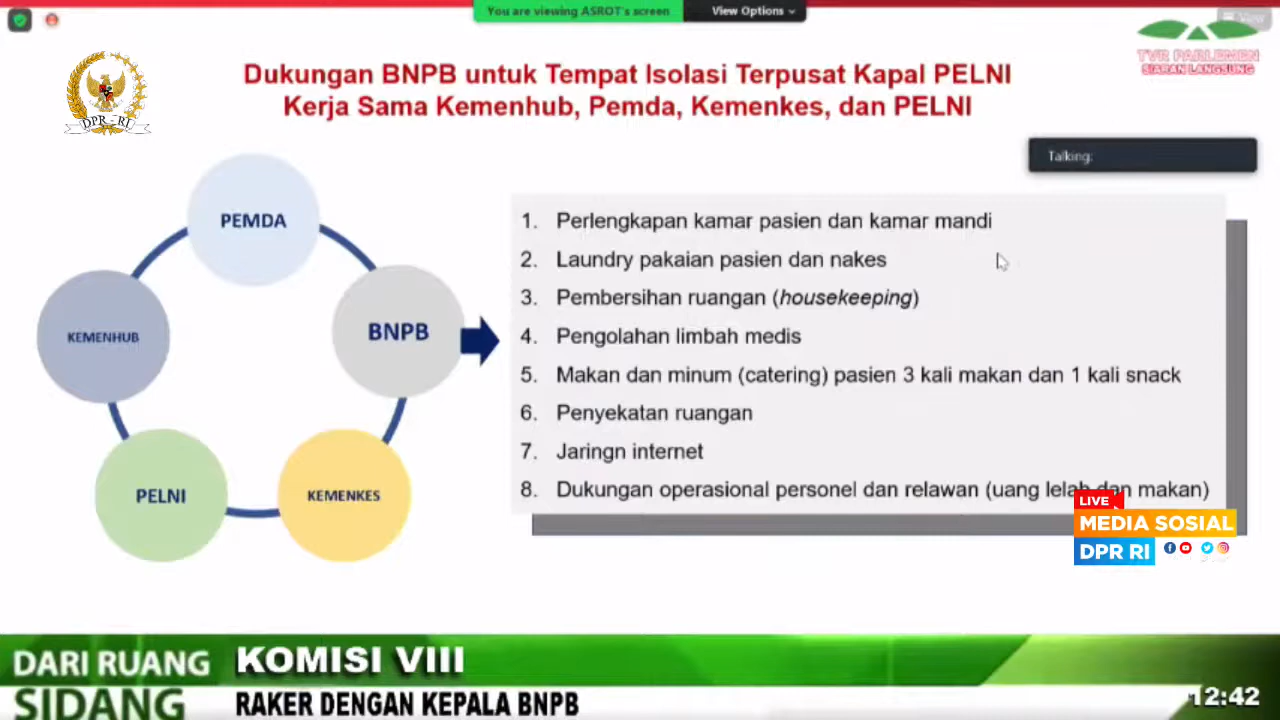 You are viewing ASROT's screen
View Options
View
TVR PARLEMEN
SIARAN LANGSUNG
DPR - RI
Dukungan BNPB untuk Tempat Isolasi Terpusat Kapal PELNI
Kerja Sama Kemenhub, Pemda, Kemenkes, dan PELNI
Talking:
PEMDA
KEMENHUB
BNPB
PELNI
KEMENKES
1. Perlengkapan kamar pasien dan kamar mandi
2. Laundry pakaian pasien dan nakes
3. Pembersihan ruangan (housekeeping)
4. Pengolahan limbah medis
5. Makan dan minum (catering) pasien 3 kali makan dan 1 kali snack
6. Penyekatan ruangan
7. Jaringn internet
8. Dukungan operasional personel dan relawan (uang lelah dan makan)
LIVE
MEDIA SOSIAL
DPR RI
DARI RUANG
SIDANG
KOMISI VIII
RAKER DENGAN KEPALA BNPB
12:42